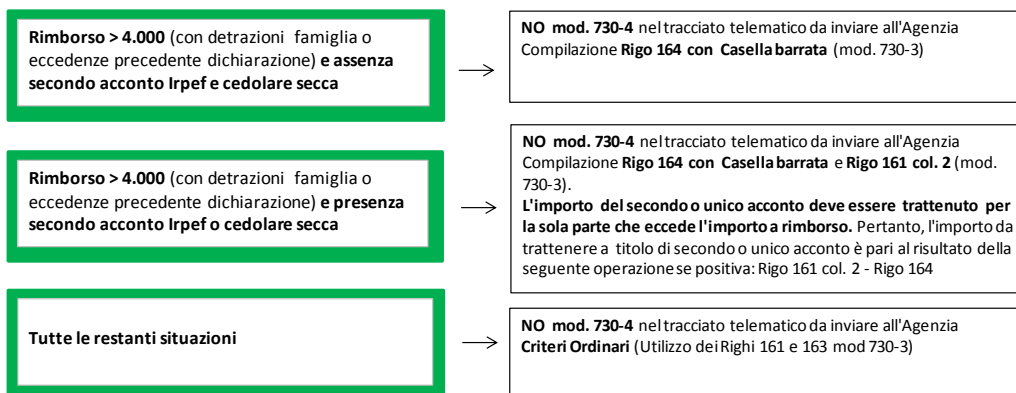 Rimborso > 4.000 (con detrazioni famiglia o
eccedenze precedente dichiarazione) e assenza
secondo acconto Irpef e cedolare secca
NO mod. 730-4 nel tracciato telematico da inviare all'Agenzia
Compilazione Rigo 164 con Casella barrata (mod. 730-3)
Rimborso > 4.000 (con detrazioni famiglia o
eccedenze precedente dichiarazione) e presenza
secondo acconto Irpef o cedolare secca
NO mod. 730-4 nel tracciato telematico da inviare all'Agenzia
Compilazione Rigo 164 con Casella barrata e Rigo 161 col. 2 (mod.
730-3).
L'importo del secondo o unico acconto deve essere trattenuto per
la sola parte che eccede l'importo a rimborso. Pertanto, l'importo da
trattenere a titolo di secondo o unico acconto è pari al risultato della
seguente operazione se positiva: Rigo 161 col. 2 - Rigo 164
Tutte le restanti situazioni
NO mod. 730-4 nel tracciato telematico da inviare all'Agenzia
Criteri Ordinari (Utilizzo dei Righi 161 e 163 mod 730-3)